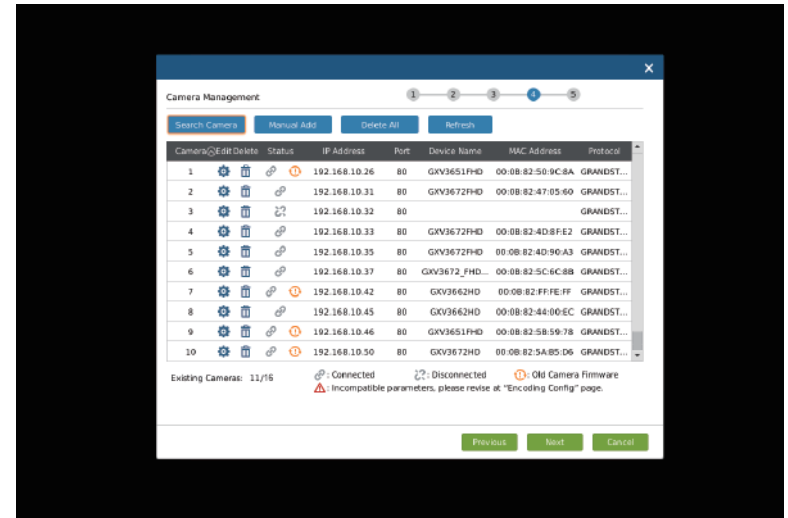 Camera Management
1 2 3 4 5
Search Camera Manual Add Delete All Refresh
Camera Edit Delete Status IP Address Port Device Name MAC Address Protocol
1 192.168.10.26 80 GXV3651FHD 00:0B:82:50:9C:8A GRANDST...
2 192.168.10.31 80 GXV3672FHD 00:0B:82:47:05:60 GRANDST...
3 192.168.10.32 80 GRANDST...
4 192.168.10.33 80 GXV3672FHD 00:0B:82:4D:8F:E2 GRANDST...
5 192.168.10.35 80 GXV3672FHD 00:0B:82:4D:90:A3 GRANDST...
6 192.168.10.37 80 GXV3672_FHD... 00:0B:82:5C:6C:8B GRANDST...
7 192.168.10.42 80 GXV3662HD 00:0B:82:FF:FE:FF GRANDST...
8 192.168.10.45 80 GXV3662HD 00:0B:82:44:00:EC GRANDST...
9 192.168.10.46 80 GXV3651FHD 00:0B:82:58:59:78 GRANDST...
10 192.168.10.50 80 GXV3672HD 00:0B:82:5A:B5:D6 GRANDST...
Existing Cameras: 11/16 : Connected : Disconnected : Old Camera Firmware
: Incompatible parameters, please revise at "Encoding Config" page.
Previous Next Cancel